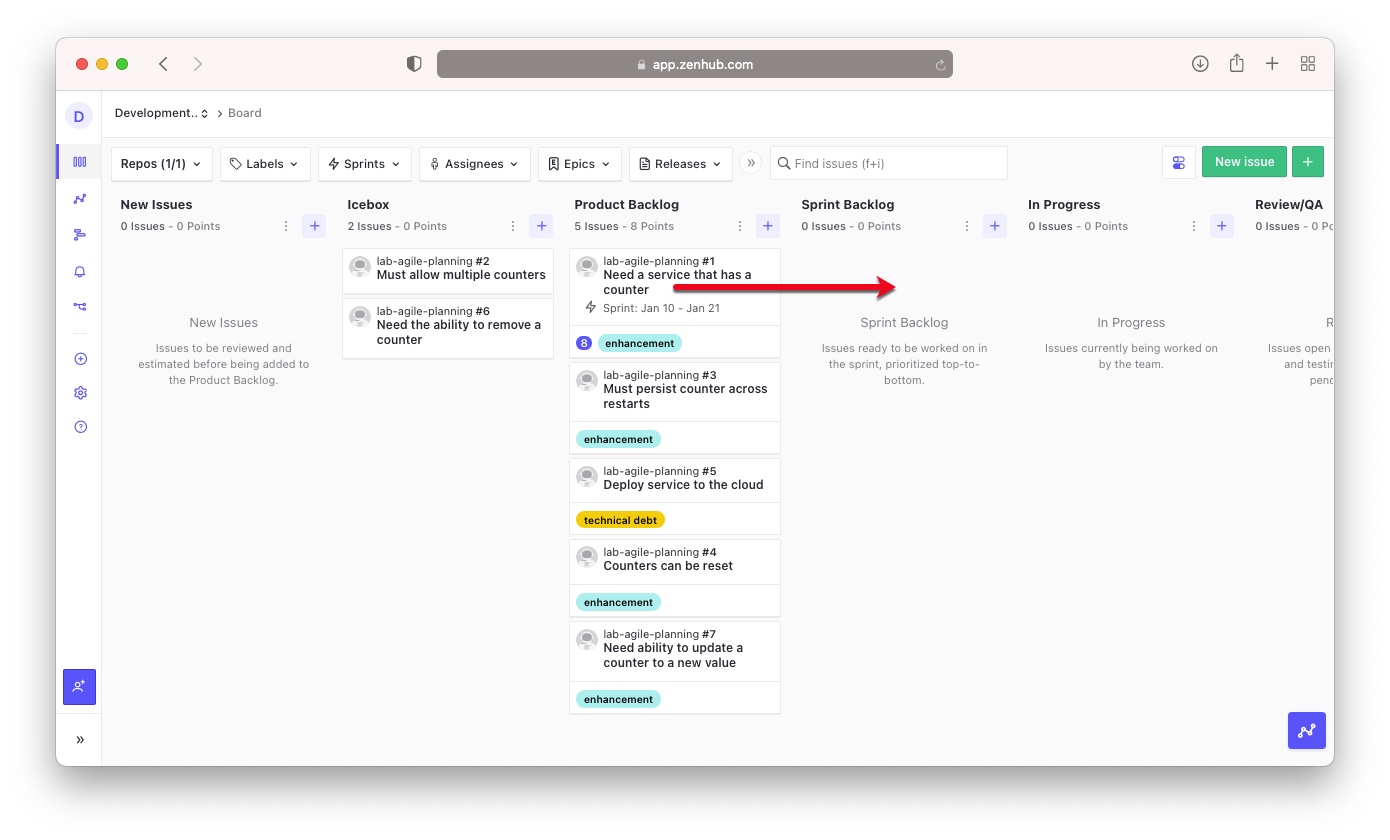 app.zenhub.com
D
Development..
Board
Repos (1/1)
Labels
Sprints
Assignees
Epics
Releases
Find issues (f+i)
New issue
New Issues
0 Issues - 0 Points
New Issues
Issues to be reviewed and
estimated before being added to
the Product Backlog.
Icebox
2 Issues - 0 Points
lab-agile-planning #2
Must allow multiple counters
lab-agile-planning #6
Need the ability to remove a
counter
Product Backlog
5 Issues - 8 Points
lab-agile-planning #1
Need a service that has a
counter
Sprint: Jan 10 - Jan 21
8
enhancement
lab-agile-planning #3
Must persist counter across
restarts
enhancement
lab-agile-planning #5
Deploy service to the cloud
technical debt
lab-agile-planning #4
Counters can be reset
enhancement
lab-agile-planning #7
Need ability to update a
counter to a new value
enhancement
Sprint Backlog
0 Issues - 0 Points
Sprint Backlog
Issues ready to be worked on in
the sprint, prioritized top-to-
bottom.
In Progress
0 Issues - 0 Points
In Progress
Issues currently being worked on
by the team.
Review/QA
0 Issues - 0 Po
R
Issues open
and testin
pend